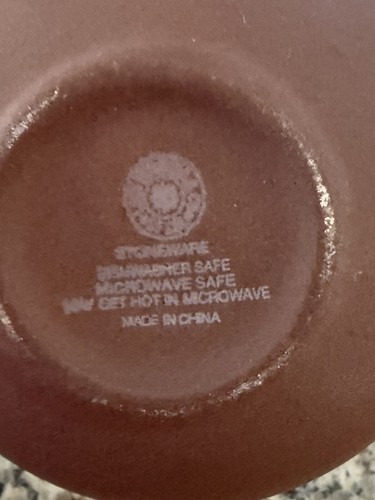 STONEWARE
DISHWASHER SAFE
MICROWAVE SAFE
MAY GET HOT IN MICROWAVE
MADE IN CHINA